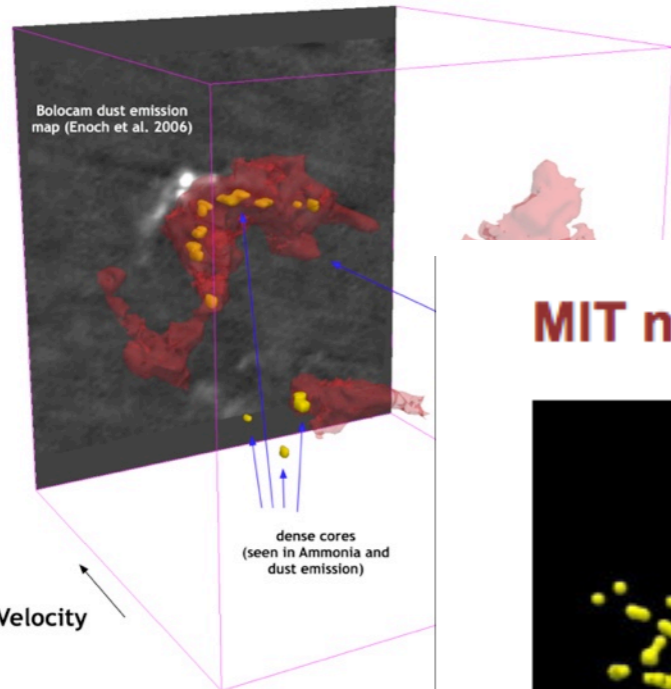 Bolocam dust emission
map (Enoch et al. 2006)
MIT n
dense cores
(seen in Ammonia and
dust emission)
Velocity